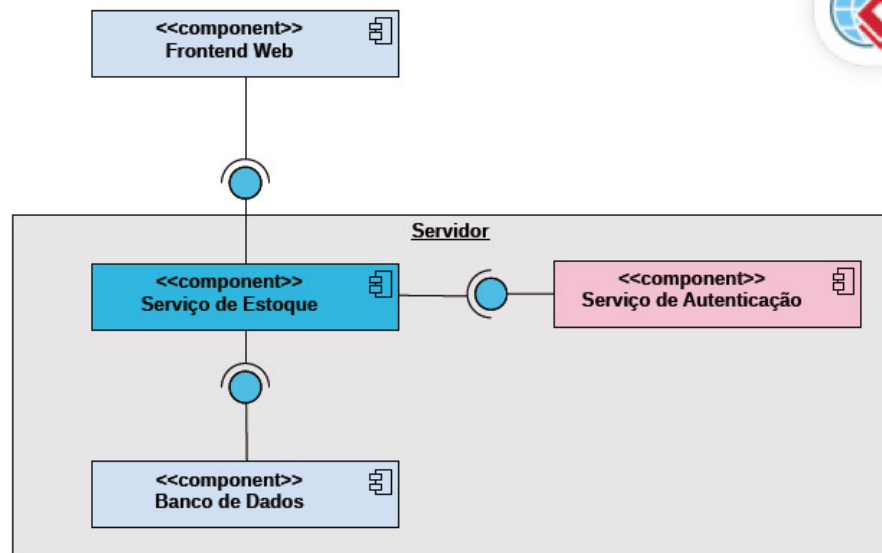 <<component>>
Frontend Web
Servidor
<<component>>
Serviço de Estoque
<<component>>
Serviço de Autenticação
<<component>>
Banco de Dados